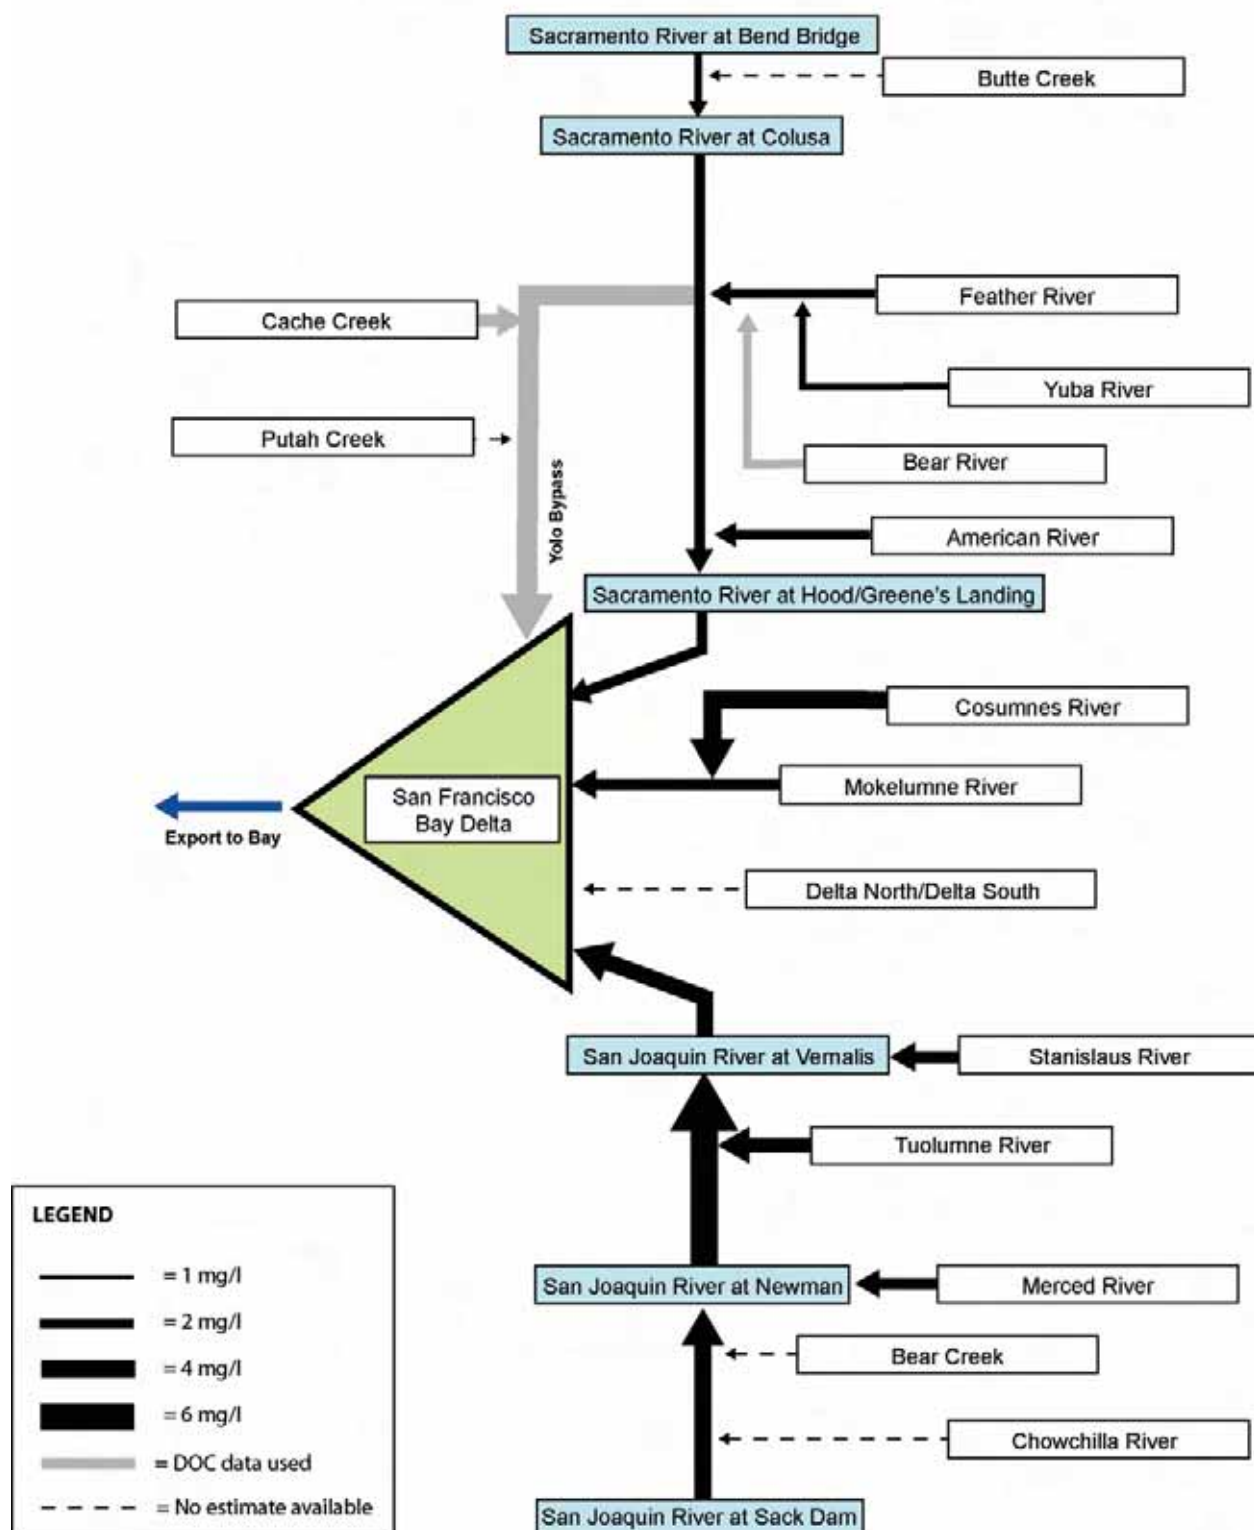 Sacramento River at Bend Bridge
Butte Creek
Sacramento River at Colusa
Feather River
Cache Creek
Yuba River
Putah Creek
Bear River
Yolo Bypass
American River
Sacramento River at Hood/Greene's Landing
Cosumnes River
Mokelumne River
San Francisco
Bay Delta
Export to Bay
Delta North/Delta South
San Joaquin River at Vernalis
Stanislaus River
Tuolumne River
San Joaquin River at Newman
Merced River
Bear Creek
Chowchilla River
San Joaquin River at Sack Dam
LEGEND
= 1 mg/l
= 2 mg/l
= 4 mg/l
= 6 mg/l
= DOC data used
= No estimate available